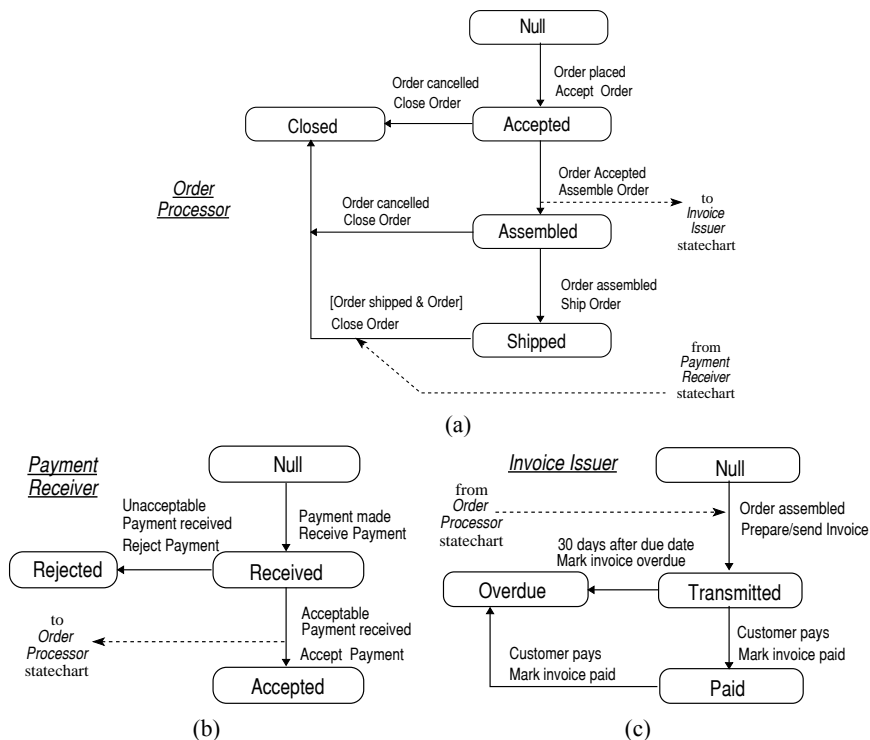 Null
Order placed
Accept Order
Order cancelled
Close Order
Closed
Accepted
Order
Processor
Order Accepted
Assemble Order
to
Invoice
Issuer
statechart
Order cancelled
Close Order
Assembled
Order assembled
Ship Order
[Order shipped & Order]
Close Order
Shipped
from
Payment
Receiver
statechart
(a)
Payment
Receiver
Null
Unacceptable
Payment received
Reject Payment
Payment made
Receive Payment
Rejected
Received
to
Order
Processor
statechart
Acceptable
Payment received
Accept Payment
Accepted
(b)
Invoice Issuer
Null
from
Order
Processor
statechart
Order assembled
Prepare/send Invoice
30 days after due date
Mark invoice overdue
Overdue
Transmitted
Customer pays
Mark invoice paid
Customer pays
Mark invoice paid
Paid
(c)